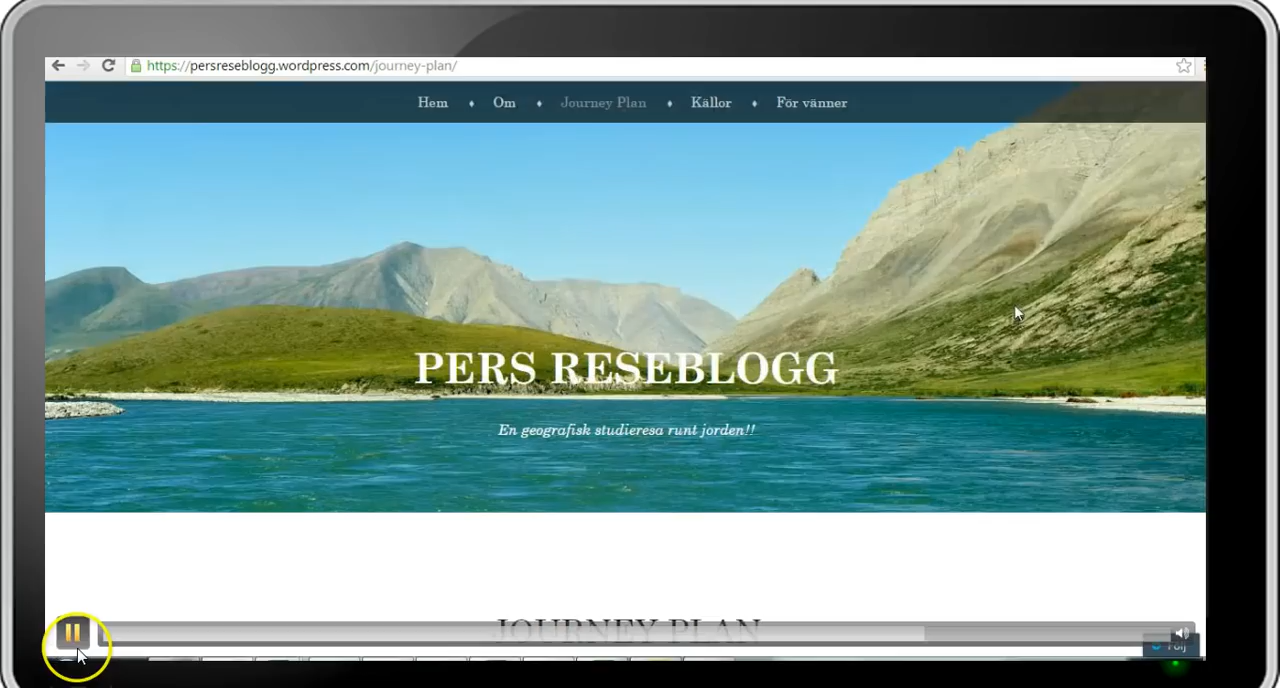 https://persreseblogg.wordpress.com/journey-plan/
Hem ♦ Om ♦ Journey Plan ♦ Källor ♦ För vänner
PERS RESEBLOGG
En geografisk studieresa runt jorden!!
JOURNEY PLAN
Följ